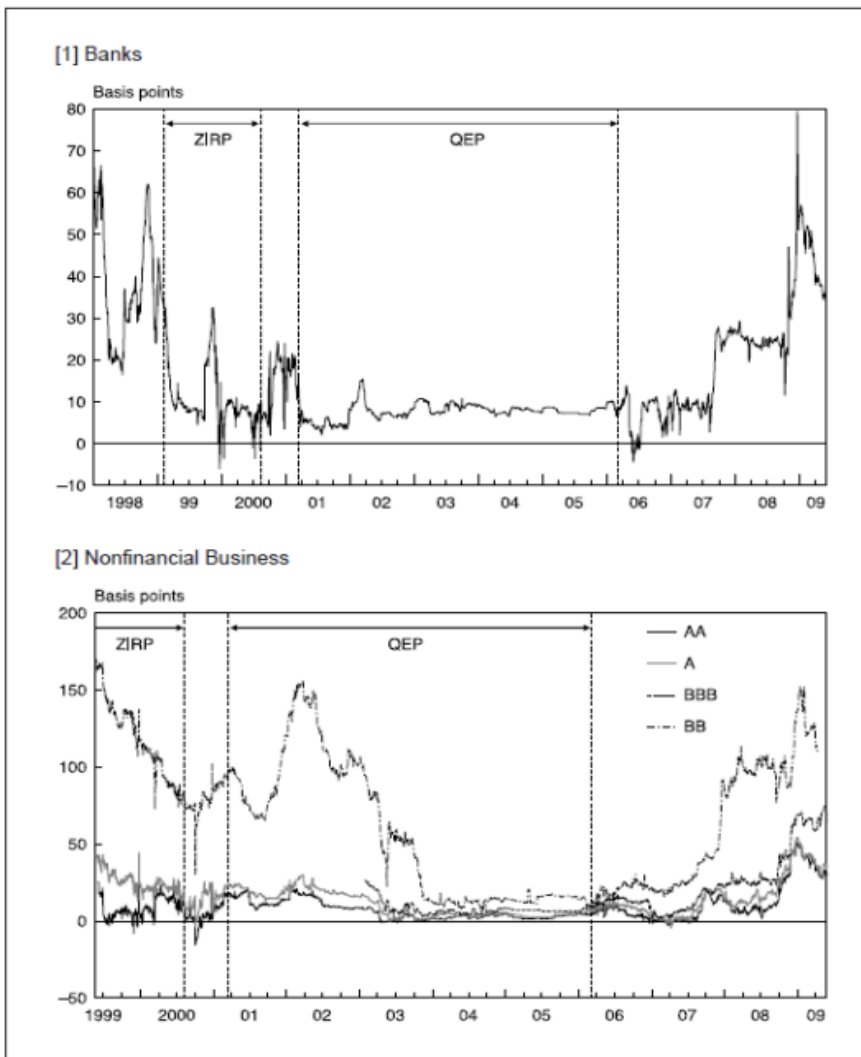 [1] Banks
Basis points
80
70
60
50
40
30
20
10
0
–10
ZIRP
QEP
1998 99 2000 01 02 03 04 05 06 07 08 09
[2] Nonfinancial Business
Basis points
200
150
100
50
0
–50
ZIRP
QEP
AA
A
BBB
BB
1999 2000 01 02 03 04 05 06 07 08 09